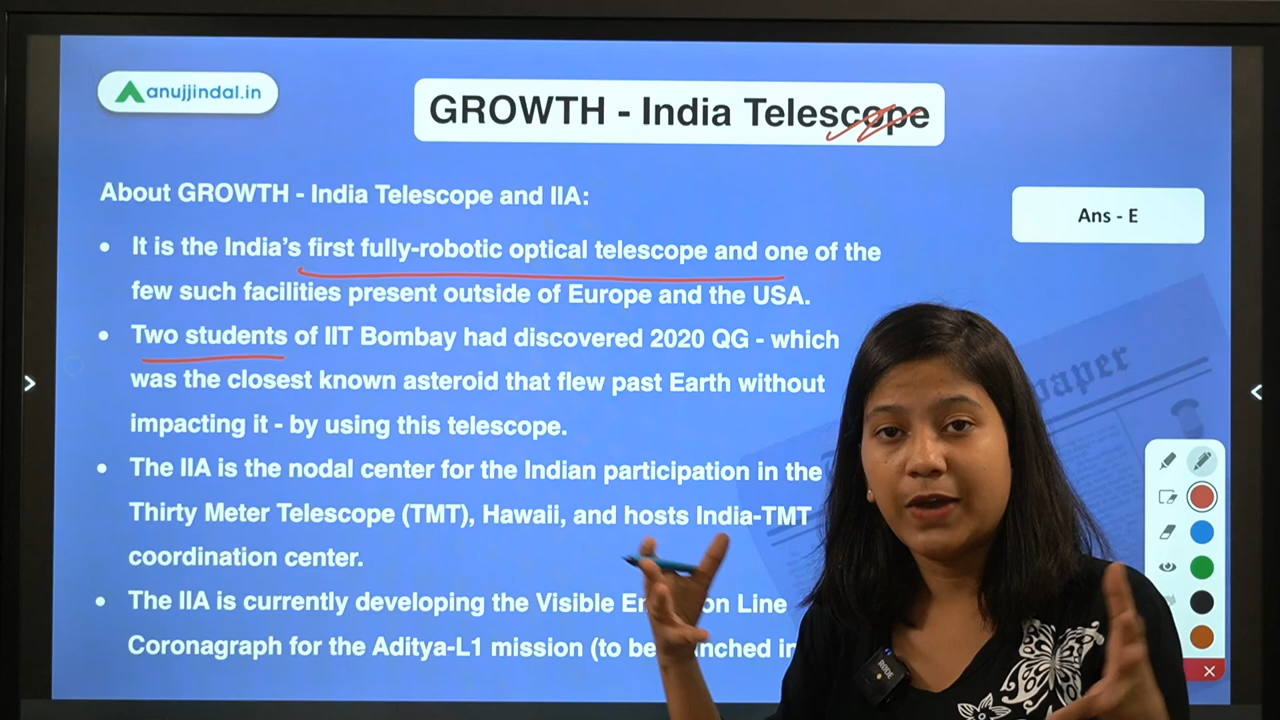 anujjindal.in
GROWTH - India Telescope
About GROWTH - India Telescope and IIA:
Ans - E
• It is the India's first fully-robotic optical telescope and one of the
few such facilities present outside of Europe and the USA.
• Two students of IIT Bombay had discovered 2020 QG - which
was the closest known asteroid that flew past Earth without
impacting it - by using this telescope.
• The IIA is the nodal center for the Indian participation in the
Thirty Meter Telescope (TMT), Hawaii, and hosts India-TMT
coordination center.
• The IIA is currently developing the Visible Line
Coronagraph for the Aditya-L1 mission (to be
paper
RODE